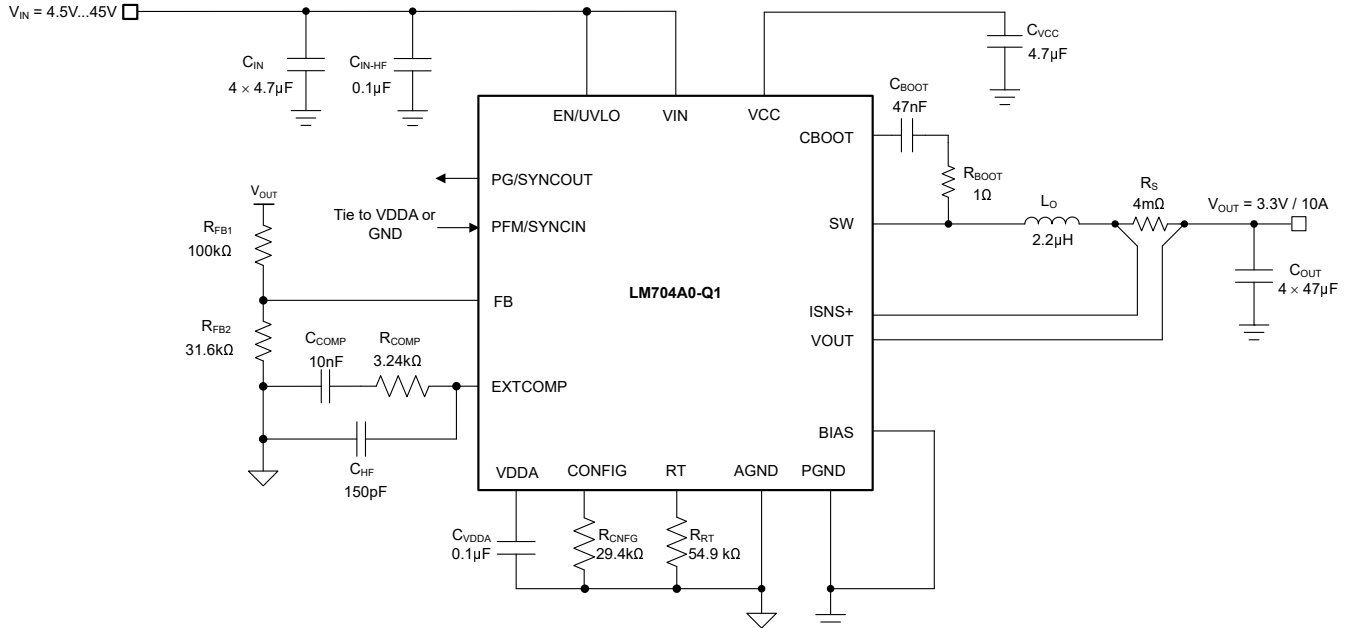 V_IN = 4.5V...45V
C_IN
4 × 4.7µF
C_IN-HF
0.1µF
C_VCC
4.7µF
EN/UVLO
VIN
VCC
C_BOOT
47nF
CBOOT
R_BOOT
1Ω
PG/SYNCOUT
V_OUT
Tie to VDDA or
GND
PFM/SYNCIN
R_FB1
100kΩ
SW
L_O
2.2µH
R_S
4mΩ
V_OUT = 3.3V / 10A
C_OUT
4 × 47µF
LM704A0-Q1
FB
ISNS+
VOUT
R_FB2
31.6kΩ
C_COMP
10nF
R_COMP
3.24kΩ
EXTCOMP
BIAS
C_HF
150pF
VDDA
CONFIG
RT
AGND
PGND
C_VDDA
0.1µF
R_CNFG
29.4kΩ
R_RT
54.9 kΩ